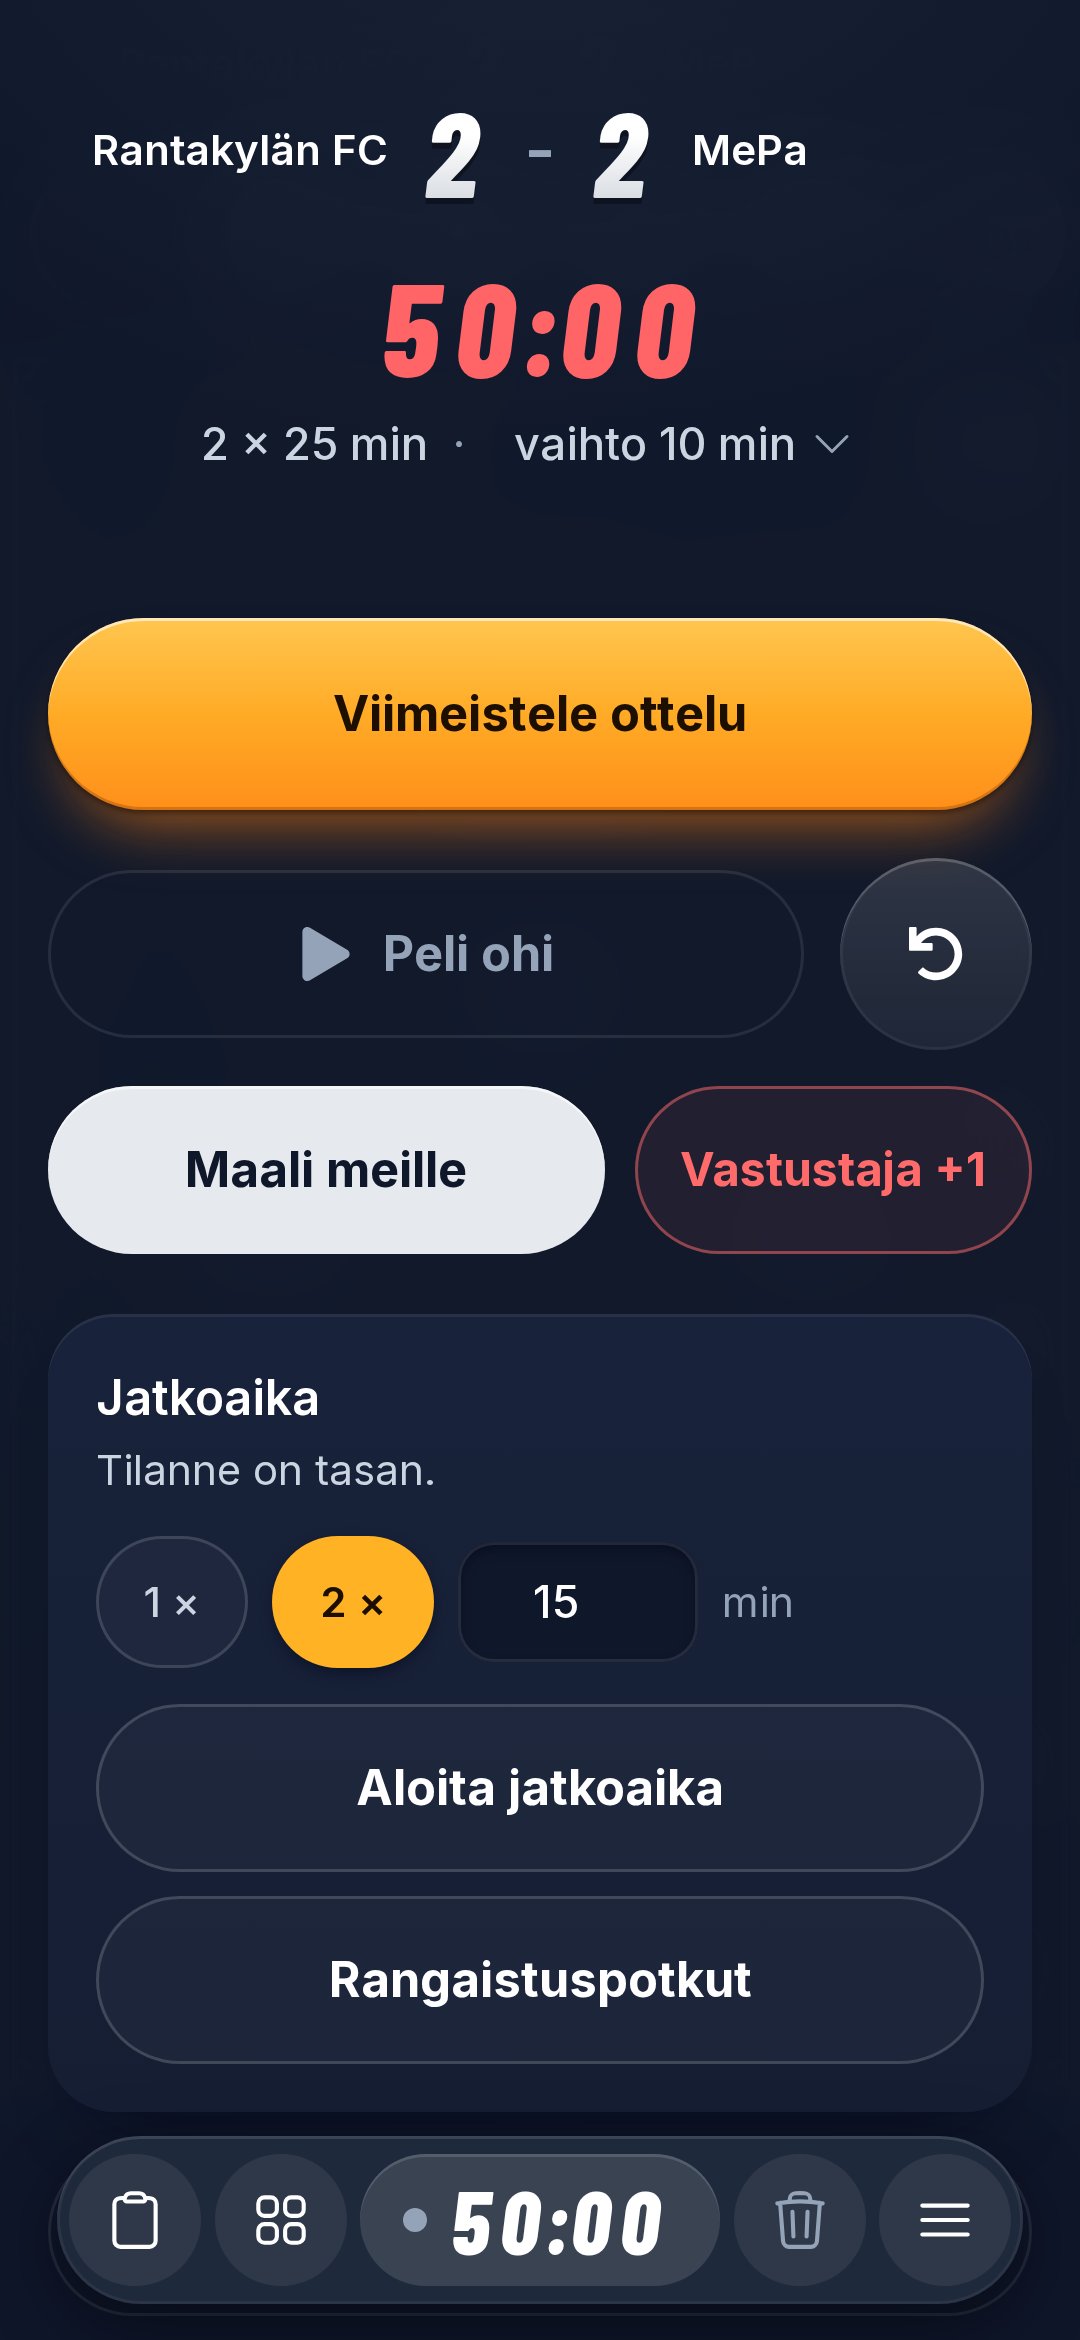 Rantakylän FC 2 - 2 MePa
50:00
2 × 25 min · vaihto 10 min
Viimeistele ottelu
Peli ohi
Maali meille
Vastustaja +1
Jatkoaika
Tilanne on tasan.
1 × 2 × 15 min
Aloita jatkoaika
Rangaistuspotkut
50:00